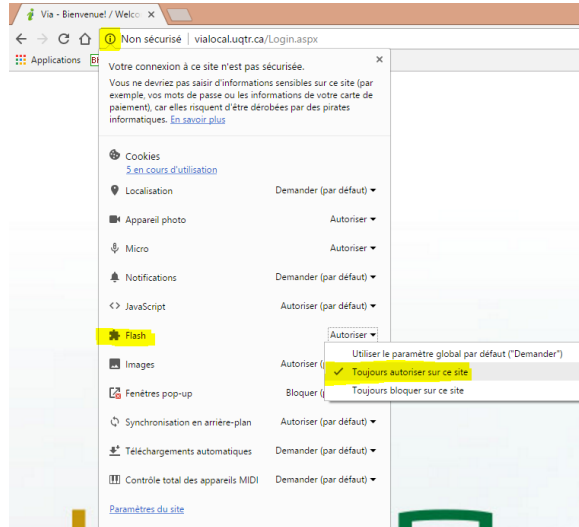 Via - Bienvenue! / Welco
Non sécurisé | vialocal.uqtr.ca/Login.aspx
Applications
Votre connexion à ce site n'est pas sécurisée.
Vous ne devriez pas saisir d'informations sensibles sur ce site (par
exemple, vos mots de passe ou les informations de votre carte de
paiement), car elles risquent d'être dérobées par des pirates
informatiques. En savoir plus
Cookies
5 en cours d'utilisation
Localisation Demander (par défaut)
Appareil photo Autoriser
Micro Autoriser
Notifications Demander (par défaut)
JavaScript Autoriser (par défaut)
Flash Autoriser
Utiliser le paramètre global par défaut ("Demander")
Images Autoriser (
Toujours autoriser sur ce site
Fenêtres pop-up Bloquer (
Toujours bloquer sur ce site
Synchronisation en arrière-plan Autoriser (par défaut)
Téléchargements automatiques Demander (par défaut)
Contrôle total des appareils MIDI Demander (par défaut)
Paramètres du site